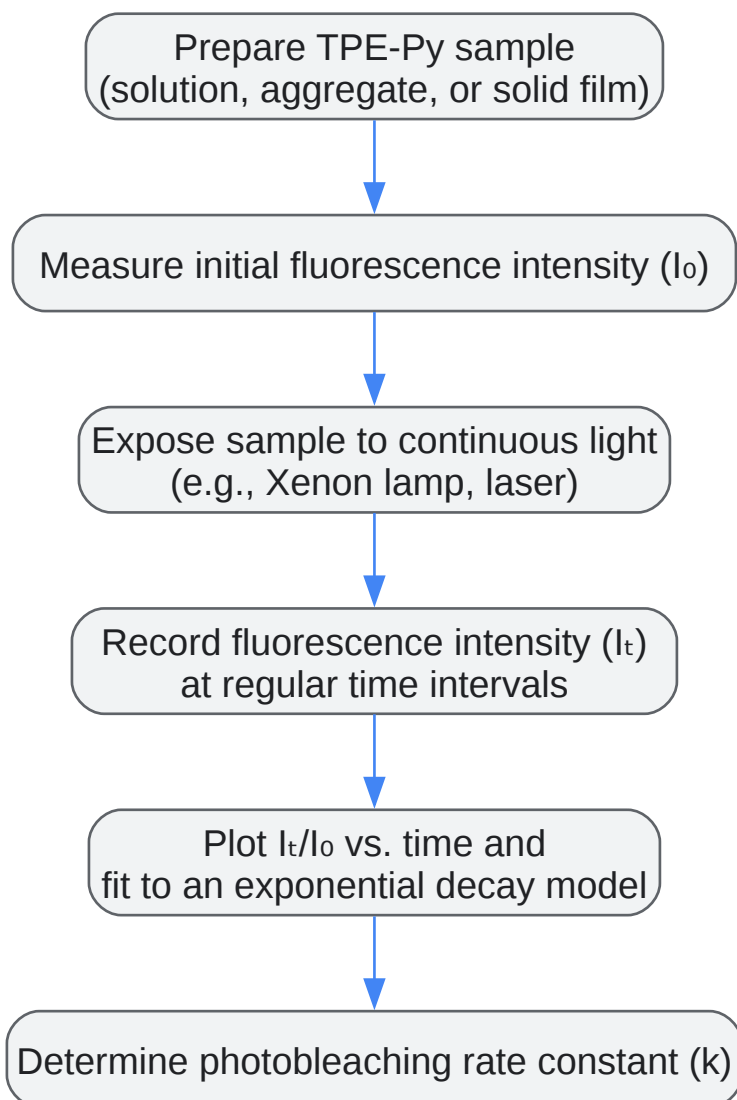 Prepare TPE-Py sample
(solution, aggregate, or solid film)
Measure initial fluorescence intensity (I₀)
Expose sample to continuous light
(e.g., Xenon lamp, laser)
Record fluorescence intensity (Iₜ)
at regular time intervals
Plot Iₜ/I₀ vs. time and
fit to an exponential decay model
Determine photobleaching rate constant (k)